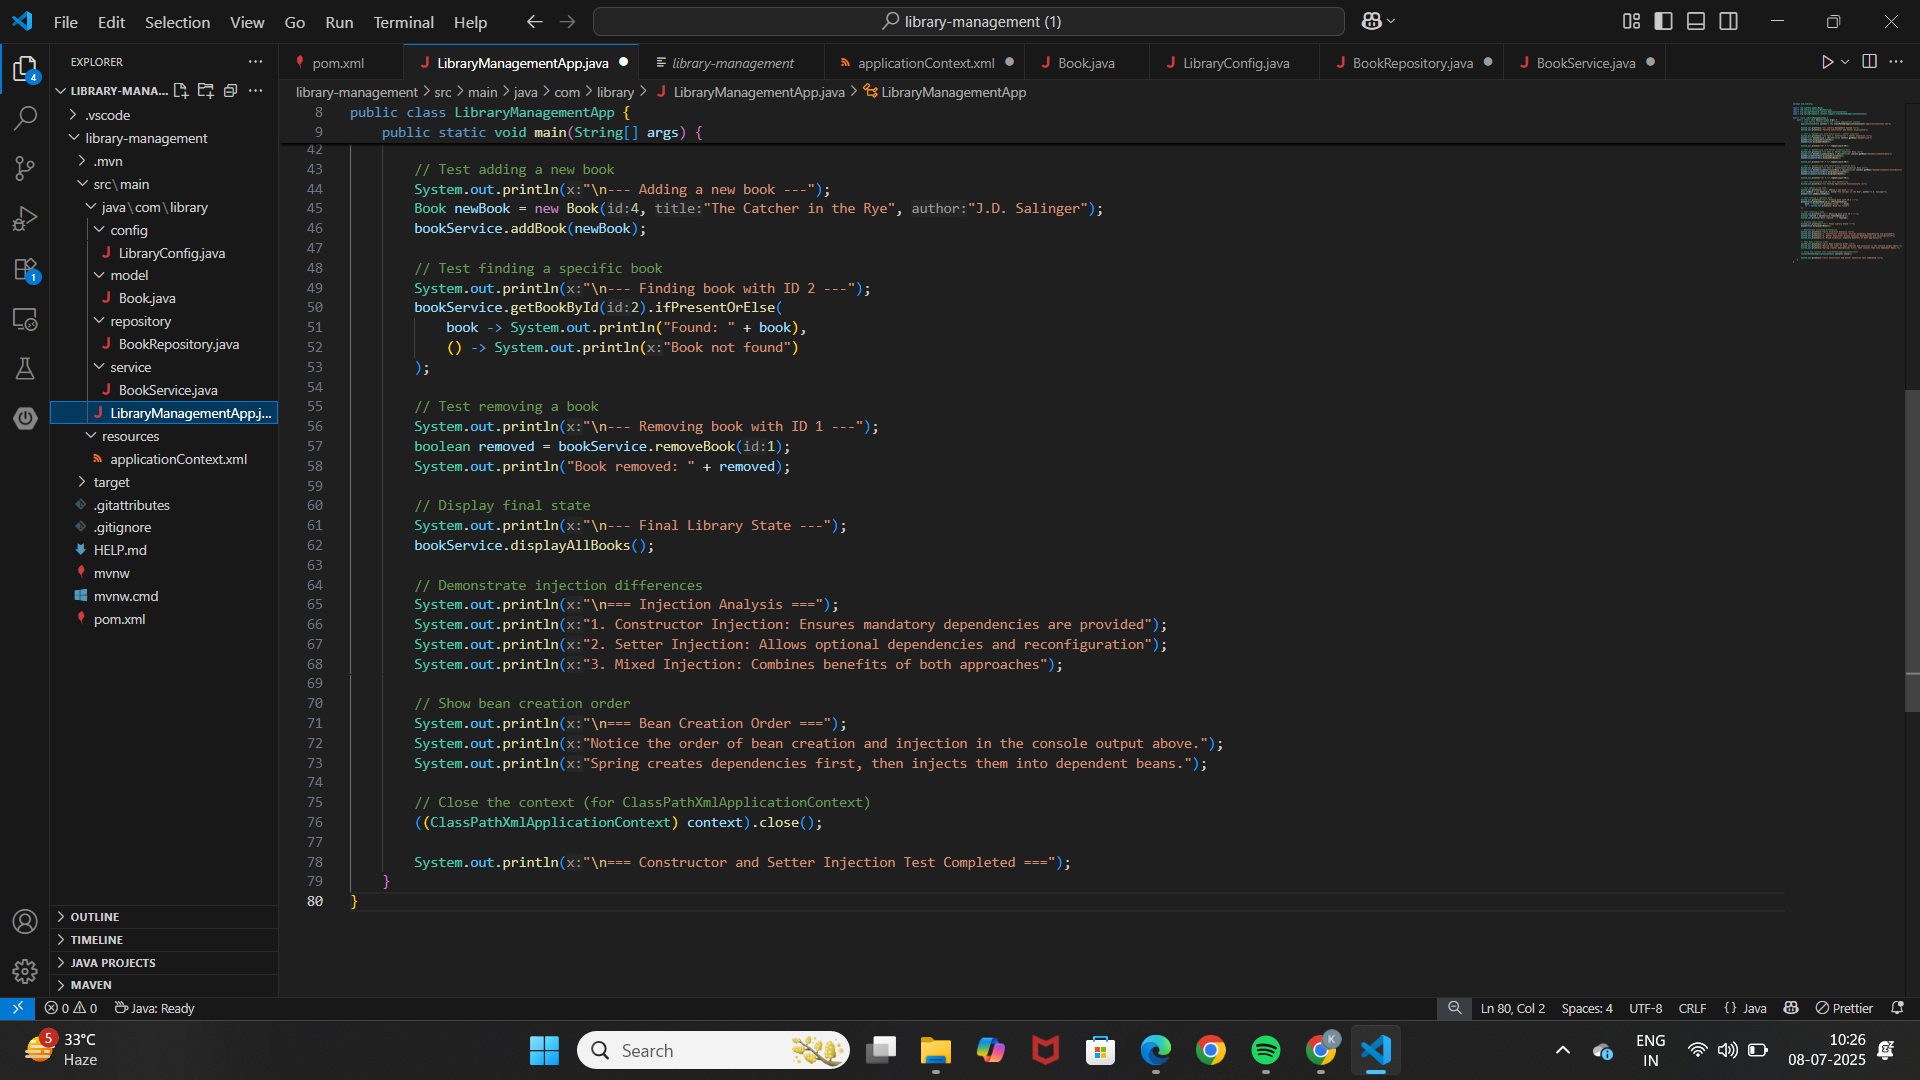 File Edit Selection View Go Run Terminal Help
library-management (1)
EXPLORER
LIBRARY-MANA...
.vscode
library-management
.mvn
src\main
java\com\library
config
LibraryConfig.java
model
Book.java
repository
BookRepository.java
service
BookService.java
LibraryManagementApp.j...
resources
applicationContext.xml
target
.gitattributes
.gitignore
HELP.md
mvnw
mvnw.cmd
pom.xml
OUTLINE
TIMELINE
JAVA PROJECTS
MAVEN
4
1
pom.xml LibraryManagementApp.java library-management applicationContext.xml Book.java LibraryConfig.java BookRepository.java BookService.java
library-management > src > main > java > com > library > LibraryManagementApp.java > LibraryManagementApp
8 public class LibraryManagementApp {
9 public static void main(String[] args) {
42
43 // Test adding a new book
44 System.out.println(x:"\n--- Adding a new book ---");
45 Book newBook = new Book(id:4, title:"The Catcher in the Rye", author:"J.D. Salinger");
46 bookService.addBook(newBook);
47
48 // Test finding a specific book
49 System.out.println(x:"\n--- Finding book with ID 2 ---");
50 bookService.getBookById(id:2).ifPresentOrElse(
51 book -> System.out.println("Found: " + book),
52 () -> System.out.println(x:"Book not found")
53 );
54
55 // Test removing a book
56 System.out.println(x:"\n--- Removing book with ID 1 ---");
57 boolean removed = bookService.removeBook(id:1);
58 System.out.println("Book removed: " + removed);
59
60 // Display final state
61 System.out.println(x:"\n--- Final Library State ---");
62 bookService.displayAllBooks();
63
64 // Demonstrate injection differences
65 System.out.println(x:"\n=== Injection Analysis ===");
66 System.out.println(x:"1. Constructor Injection: Ensures mandatory dependencies are provided");
67 System.out.println(x:"2. Setter Injection: Allows optional dependencies and reconfiguration");
68 System.out.println(x:"3. Mixed Injection: Combines benefits of both approaches");
69
70 // Show bean creation order
71 System.out.println(x:"\n=== Bean Creation Order ===");
72 System.out.println(x:"Notice the order of bean creation and injection in the console output above.");
73 System.out.println(x:"Spring creates dependencies first, then injects them into dependent beans.");
74
75 // Close the context (for ClassPathXmlApplicationContext)
76 ((ClassPathXmlApplicationContext) context).close();
77
78 System.out.println(x:"\n=== Constructor and Setter Injection Test Completed ===");
79 }
80 }
0 0 Java: Ready
Ln 80, Col 2 Spaces: 4 UTF-8 CRLF {} Java Prettier
5
33°C
Haze
Search
K
ENG
IN
10:26
08-07-2025